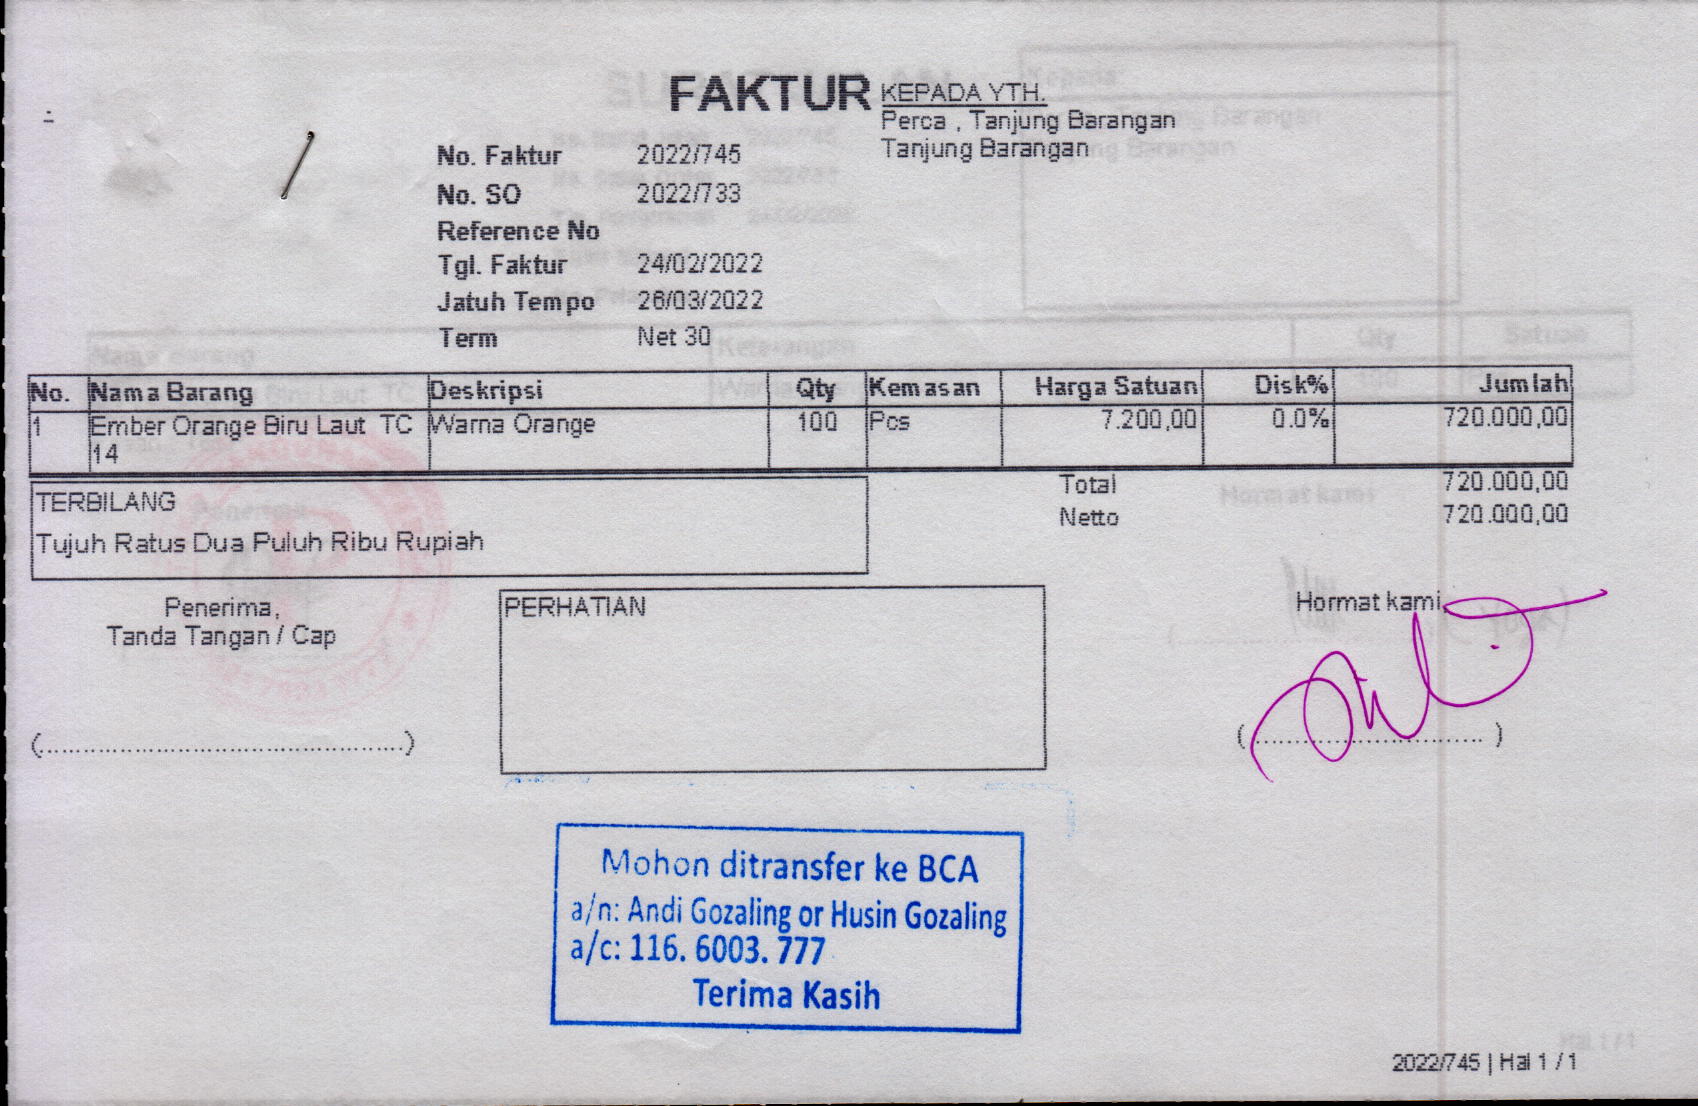 FAKTUR
KEPADA YTH.
Perca , Tanjung Barangan
Tanjung Barangan
No. Faktur 2022/745
No. SO 2022/733
Reference No
Tgl. Faktur 24/02/2022
Jatuh Tempo 26/03/2022
Term Net 30
No. Nama Barang Deskripsi Qty Kemasan Harga Satuan Disk% Jumlah
1 Ember Orange Biru Laut TC Warna Orange 100 Pcs 7.200,00 0.0% 720.000,00
14
Total 720.000,00
Netto 720.000,00
TERBILANG
Tujuh Ratus Dua Puluh Ribu Rupiah
Penerima,
Tanda Tangan / Cap
(................................................)
PERHATIAN
Hormat kami,
(.............................. )
Mohon ditransfer ke BCA
a/n: Andi Gozaling or Husin Gozaling
a/c: 116. 6003. 777
Terima Kasih
2022/745 | Hal 1 / 1